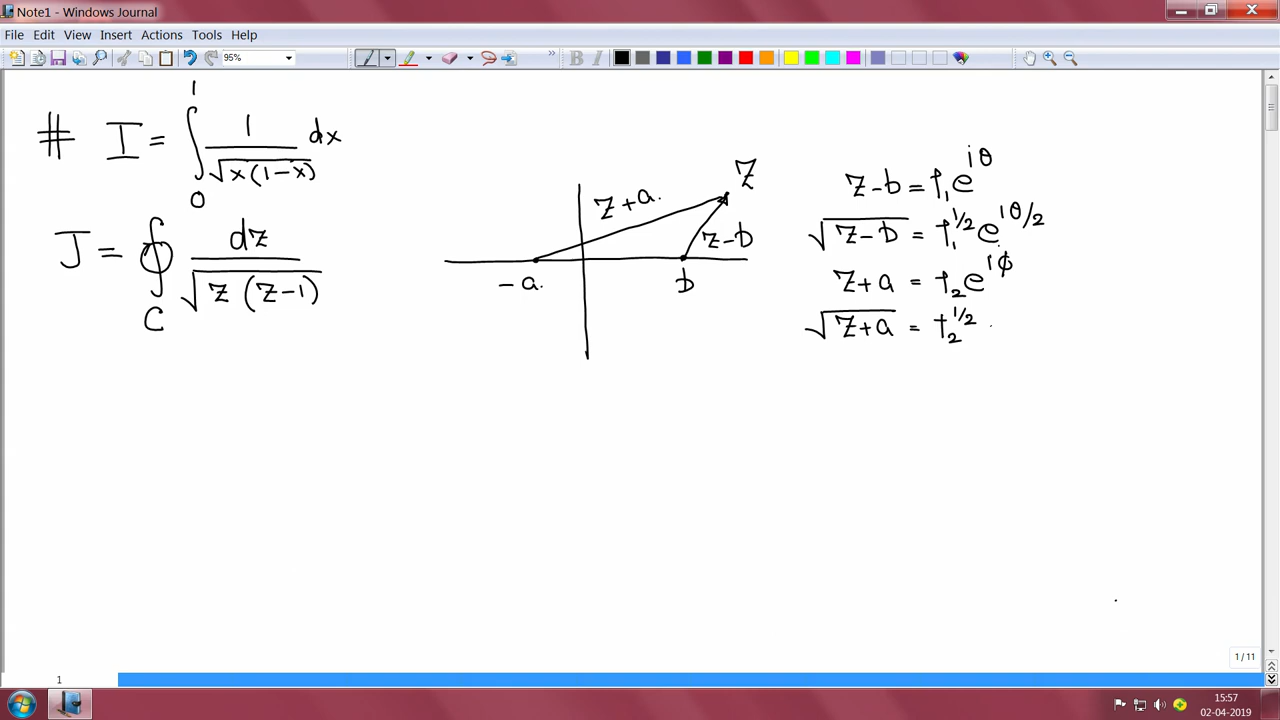 Note1 - Windows Journal
File Edit View Insert Actions Tools Help
95%
# I = ∫₀¹ 1/√(x(1-x)) dx
J = ∮_C dz/√(z(z-1))
z
z+a.
z-b
-a.
b
z-b = r₁e^{iθ}
√(z-b) = r₁^{1/2} e^{iθ/2}
z+a = r₂e^{iϕ}
√(z+a) = r₂^{1/2}
1 / 11
1
15:57
02-04-2019